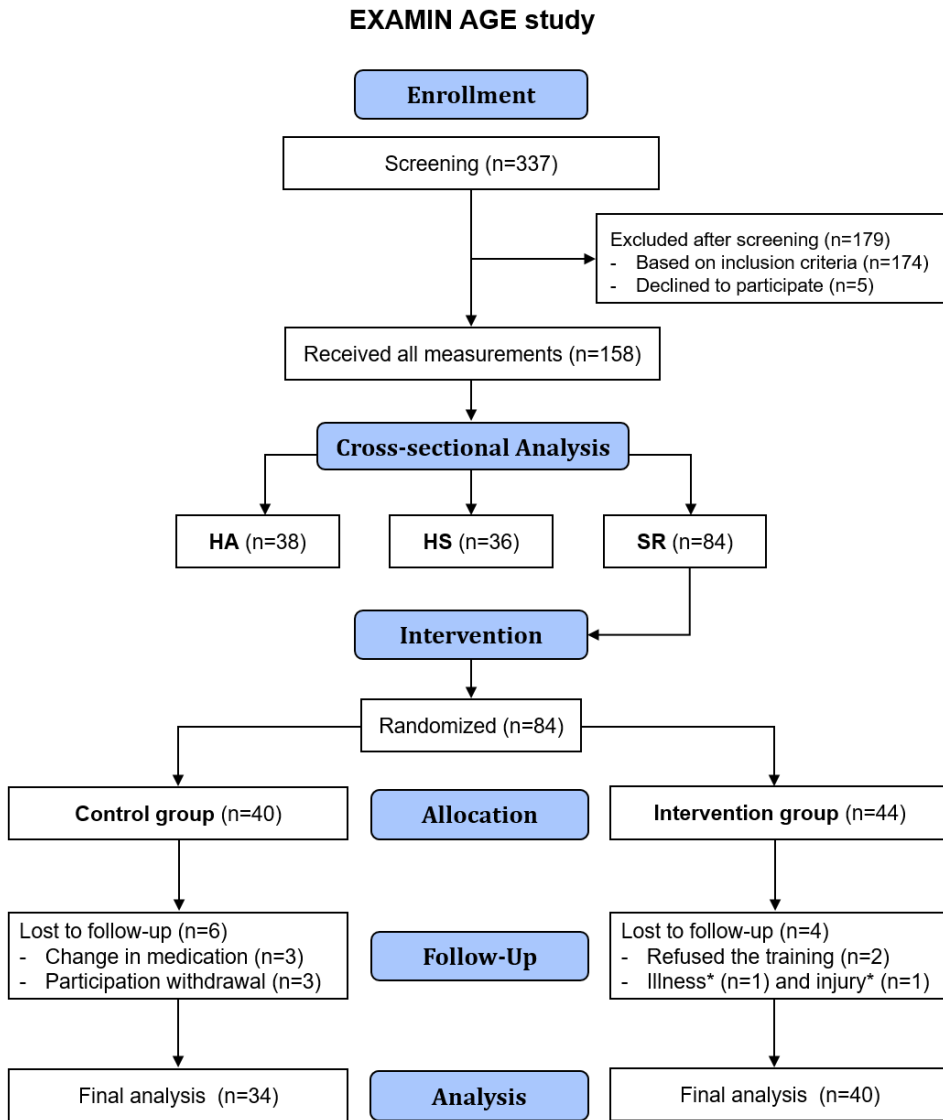 EXAMIN AGE study
Enrollment
Screening (n=337)
Excluded after screening (n=179)
- Based on inclusion criteria (n=174)
- Declined to participate (n=5)
Received all measurements (n=158)
Cross-sectional Analysis
HA (n=38)
HS (n=36)
SR (n=84)
Intervention
Randomized (n=84)
Control group (n=40)
Allocation
Intervention group (n=44)
Lost to follow-up (n=6)
- Change in medication (n=3)
- Participation withdrawal (n=3)
Follow-Up
Lost to follow-up (n=4)
- Refused the training (n=2)
- Illness* (n=1) and injury* (n=1)
Final analysis (n=34)
Analysis
Final analysis (n=40)